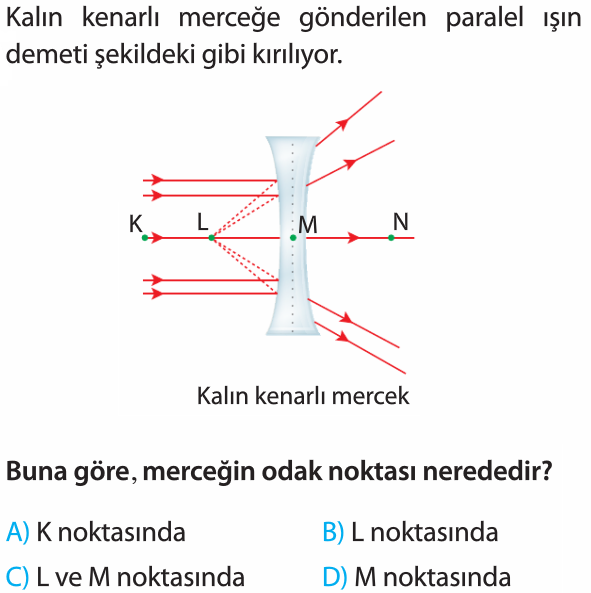 Kalın kenarlı merceğe gönderilen paralel ışın
demeti şekildeki gibi kırılıyor.
K L M N
Kalın kenarlı mercek
Buna göre, merceğin odak noktası nerededir?
A) K noktasında B) L noktasında
C) L ve M noktasında D) M noktasında